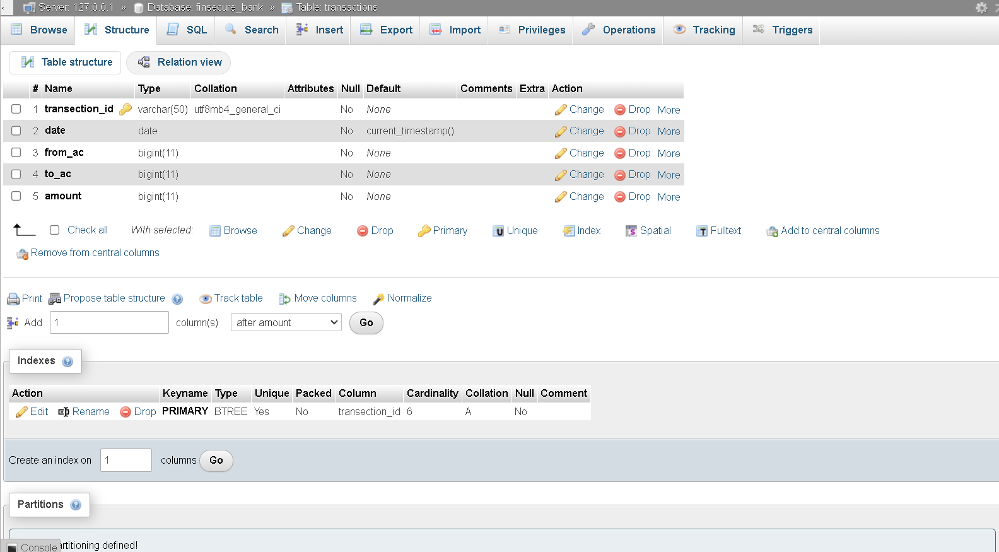 Server: 127.0.0.1 » Database: finsecure_bank » Table: transactions
Browse Structure SQL Search Insert Export Import Privileges Operations Tracking Triggers
Table structure Relation view
# Name Type Collation Attributes Null Default Comments Extra Action
1 transection_id varchar(50) utf8mb4_general_ci No None Change Drop More
2 date date No current_timestamp() Change Drop More
3 from_ac bigint(11) No None Change Drop More
4 to_ac bigint(11) No None Change Drop More
5 amount bigint(11) No None Change Drop More
Check all With selected: Browse Change Drop Primary Unique Index Spatial Fulltext Add to central columns
Remove from central columns
Print Propose table structure Track table Move columns Normalize
Add 1 column(s) after amount Go
Indexes
Action Keyname Type Unique Packed Column Cardinality Collation Null Comment
Edit Rename Drop PRIMARY BTREE Yes No transection_id 6 A No
Create an index on 1 columns Go
Partitions
artitioning defined!
Console